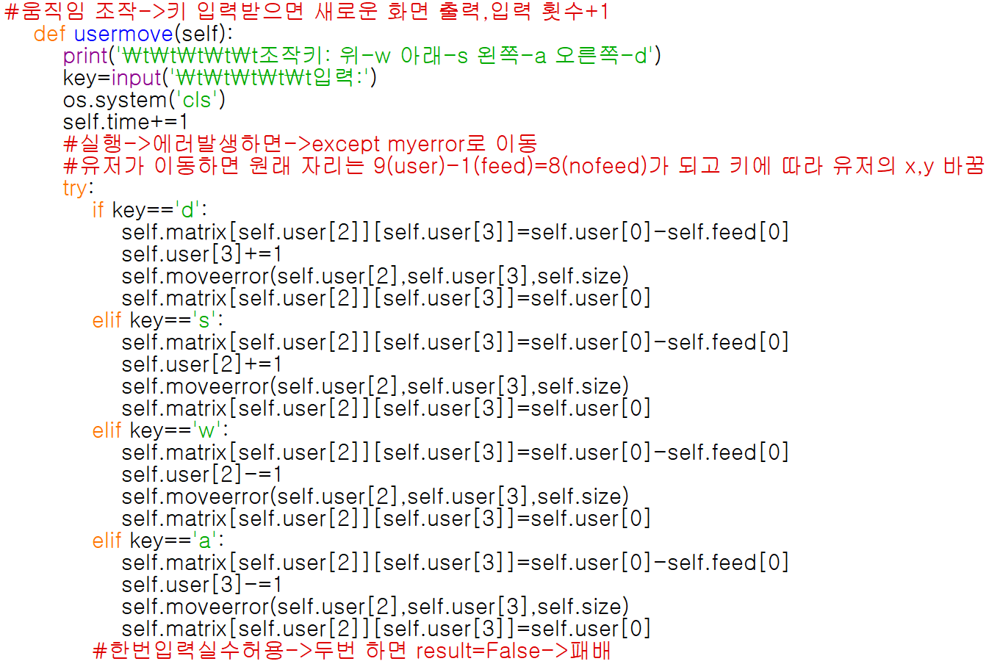 #움직임 조작->키 입력받으면 새로운 화면 출력,입력 횟수+1
def usermove(self):
print('₩t₩t₩t₩t₩t조작키: 위-w 아래-s 왼쪽-a 오른쪽-d')
key=input('₩t₩t₩t₩t₩t입력:')
os.system('cls')
self.time+=1
#실행->에러발생하면->except myerror로 이동
#유저가 이동하면 원래 자리는 9(user)-1(feed)=8(nofeed)가 되고 키에 따라 유저의 x,y 바꿈
try:
if key=='d':
self.matrix[self.user[2]][self.user[3]]=self.user[0]-self.feed[0]
self.user[3]+=1
self.moveerror(self.user[2],self.user[3],self.size)
self.matrix[self.user[2]][self.user[3]]=self.user[0]
elif key=='s':
self.matrix[self.user[2]][self.user[3]]=self.user[0]-self.feed[0]
self.user[2]+=1
self.moveerror(self.user[2],self.user[3],self.size)
self.matrix[self.user[2]][self.user[3]]=self.user[0]
elif key=='w':
self.matrix[self.user[2]][self.user[3]]=self.user[0]-self.feed[0]
self.user[2]-=1
self.moveerror(self.user[2],self.user[3],self.size)
self.matrix[self.user[2]][self.user[3]]=self.user[0]
elif key=='a':
self.matrix[self.user[2]][self.user[3]]=self.user[0]-self.feed[0]
self.user[3]-=1
self.moveerror(self.user[2],self.user[3],self.size)
self.matrix[self.user[2]][self.user[3]]=self.user[0]
#한번입력실수허용->두번 하면 result=False->패배